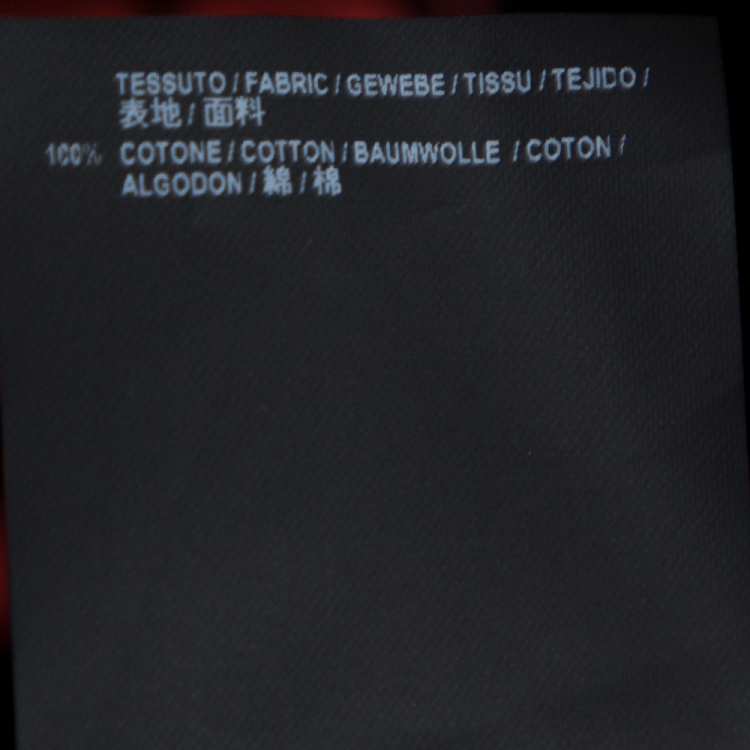 TESSUTO / FABRIC / GEWEBE / TISSU / TEJIDO /
表地 / 面料
100% COTONE / COTTON / BAUMWOLLE / COTON /
ALGODON / 綿 / 棉